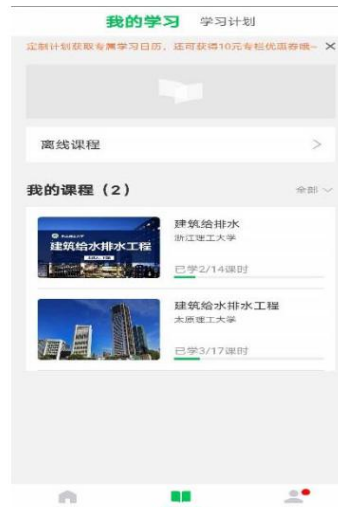 我的学习 学习计划
定制计划获取专属学习日历，还可获得10元专栏优惠券哦~ ×
离线课程 >
我的课程（2） 全部
建筑给水排水工程
建筑给排水
浙江理工大学
已学2/14课时
建筑给水排水工程
太原理工大学
已学3/17课时